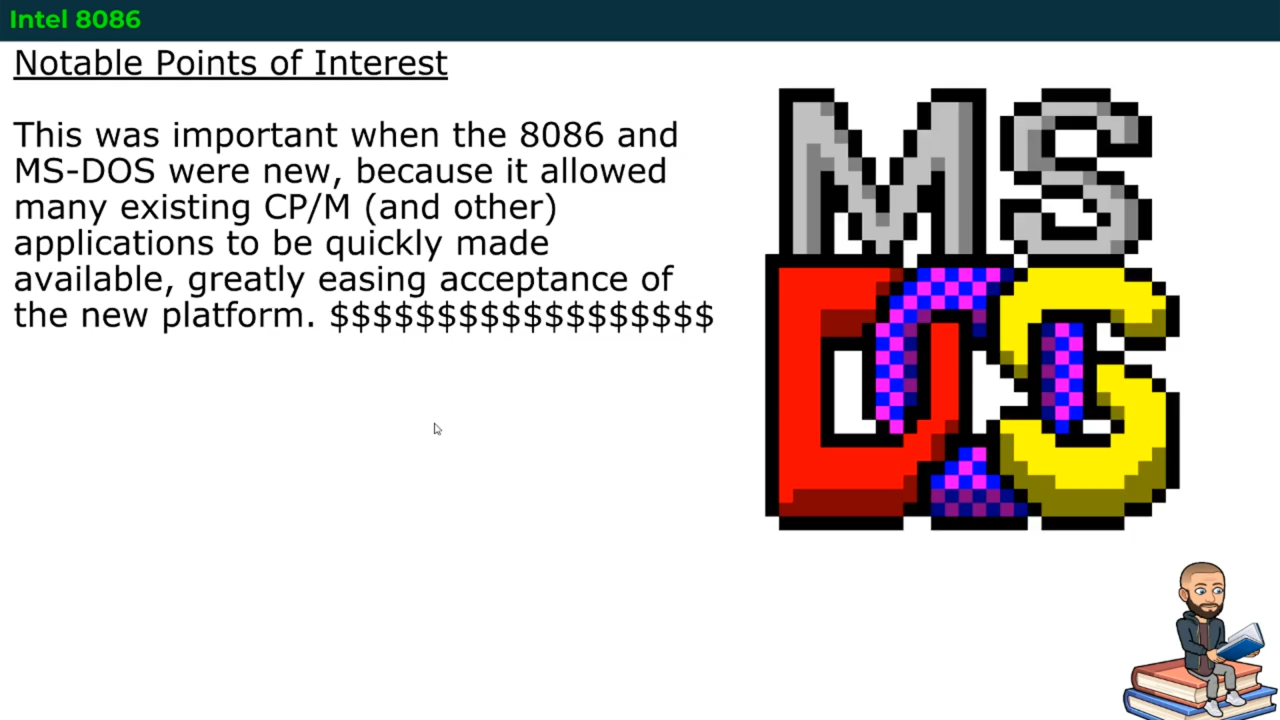 Intel 8086
Notable Points of Interest
This was important when the 8086 and
MS-DOS were new, because it allowed
many existing CP/M (and other)
applications to be quickly made
available, greatly easing acceptance of
the new platform. $$$$$$$$$$$$$$$$$$
MS
DOS